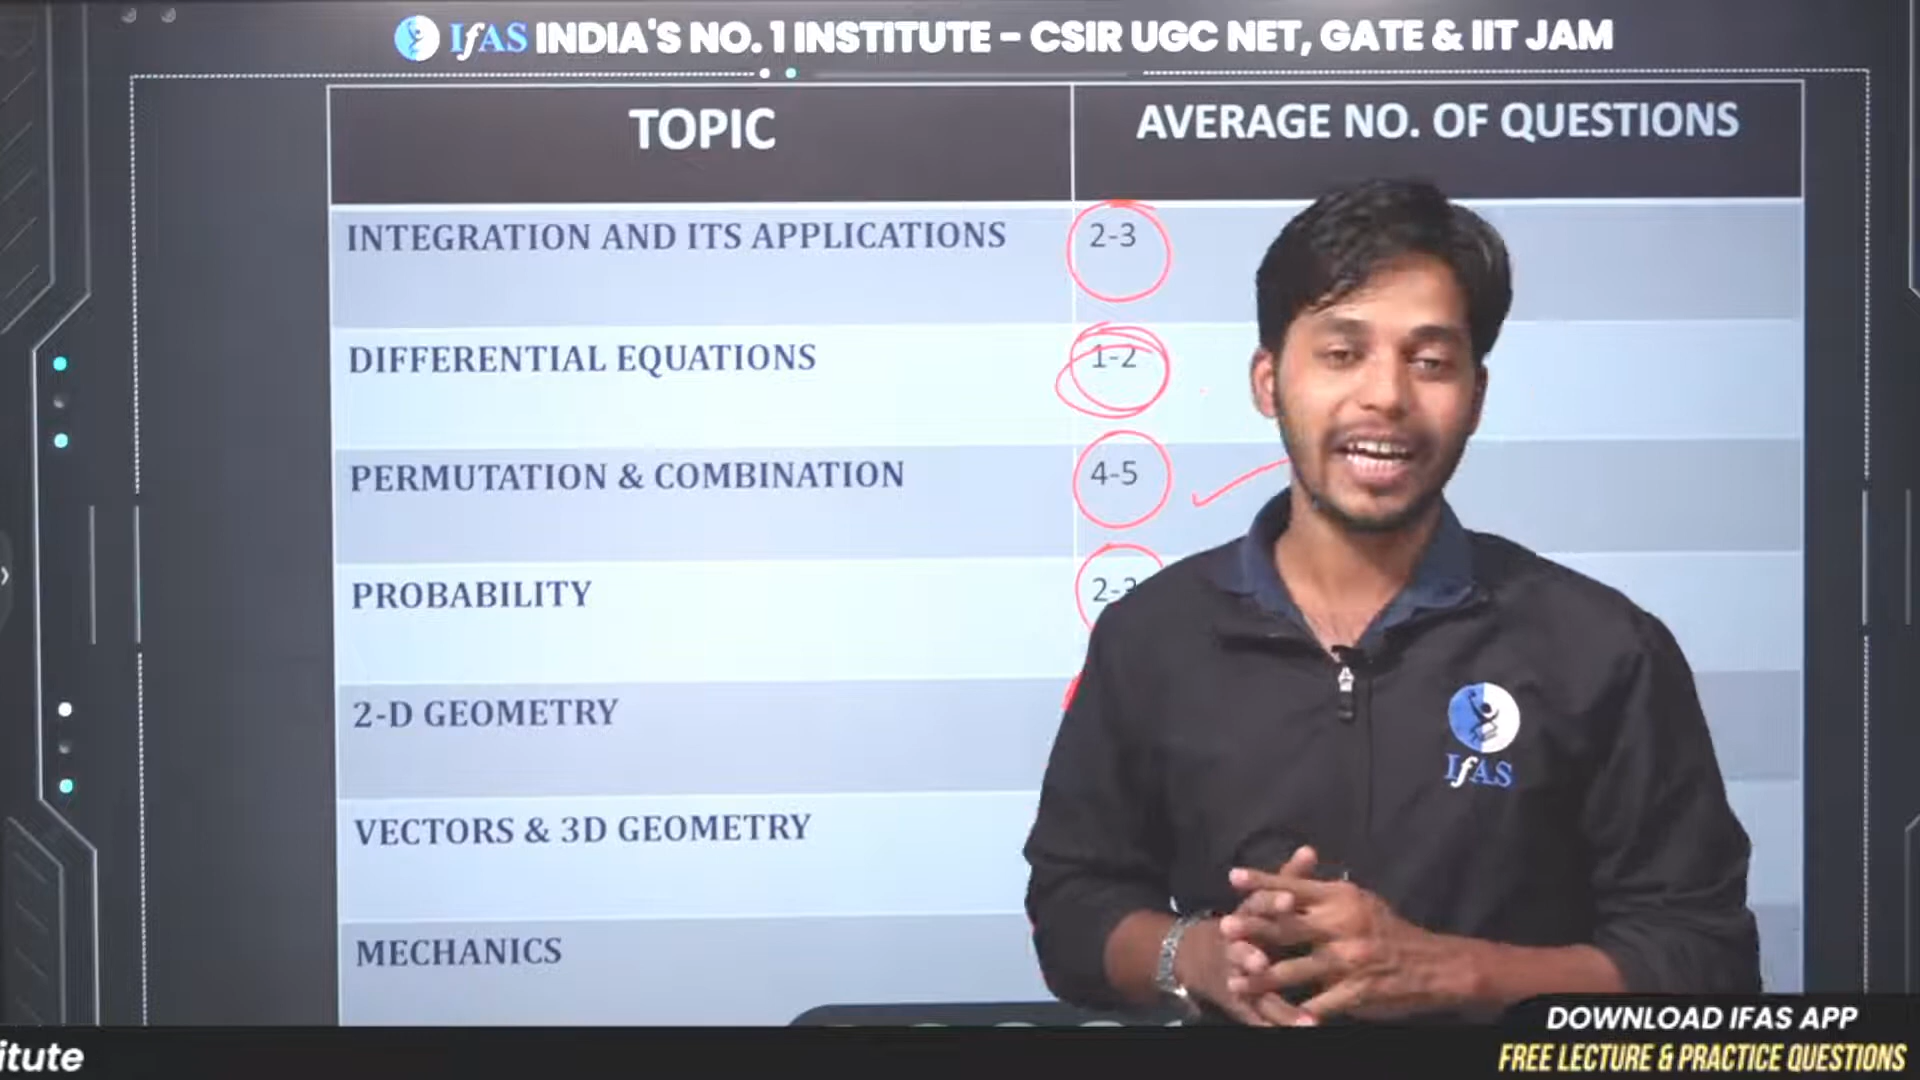 IfAS INDIA'S NO. 1 INSTITUTE - CSIR UGC NET, GATE & IIT JAM
TOPIC
AVERAGE NO. OF QUESTIONS
INTEGRATION AND ITS APPLICATIONS
2-3
DIFFERENTIAL EQUATIONS
1-2
PERMUTATION & COMBINATION
4-5
PROBABILITY
2-
2-D GEOMETRY
VECTORS & 3D GEOMETRY
MECHANICS
IfAS
DOWNLOAD IFAS APP
itute
FREE LECTURE & PRACTICE QUESTIONS